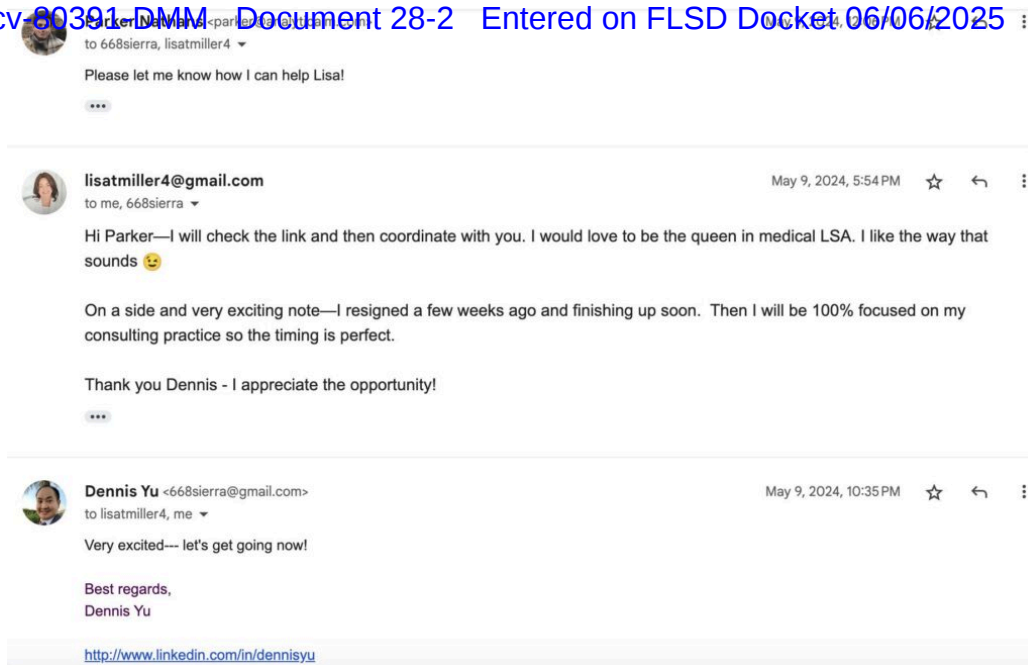 cv-80391-DMM Document 28-2 Entered on FLSD Docket 06/06/2025
Parker Nathans
to 668sierra, lisatmiller4
Please let me know how I can help Lisa!
lisatmiller4@gmail.com May 9, 2024, 5:54 PM
to me, 668sierra
Hi Parker—I will check the link and then coordinate with you. I would love to be the queen in medical LSA. I like the way that
sounds 😉
On a side and very exciting note—I resigned a few weeks ago and finishing up soon. Then I will be 100% focused on my
consulting practice so the timing is perfect.
Thank you Dennis - I appreciate the opportunity!
Dennis Yu <668sierra@gmail.com> May 9, 2024, 10:35 PM
to lisatmiller4, me
Very excited--- let's get going now!
Best regards,
Dennis Yu
http://www.linkedin.com/in/dennisyu